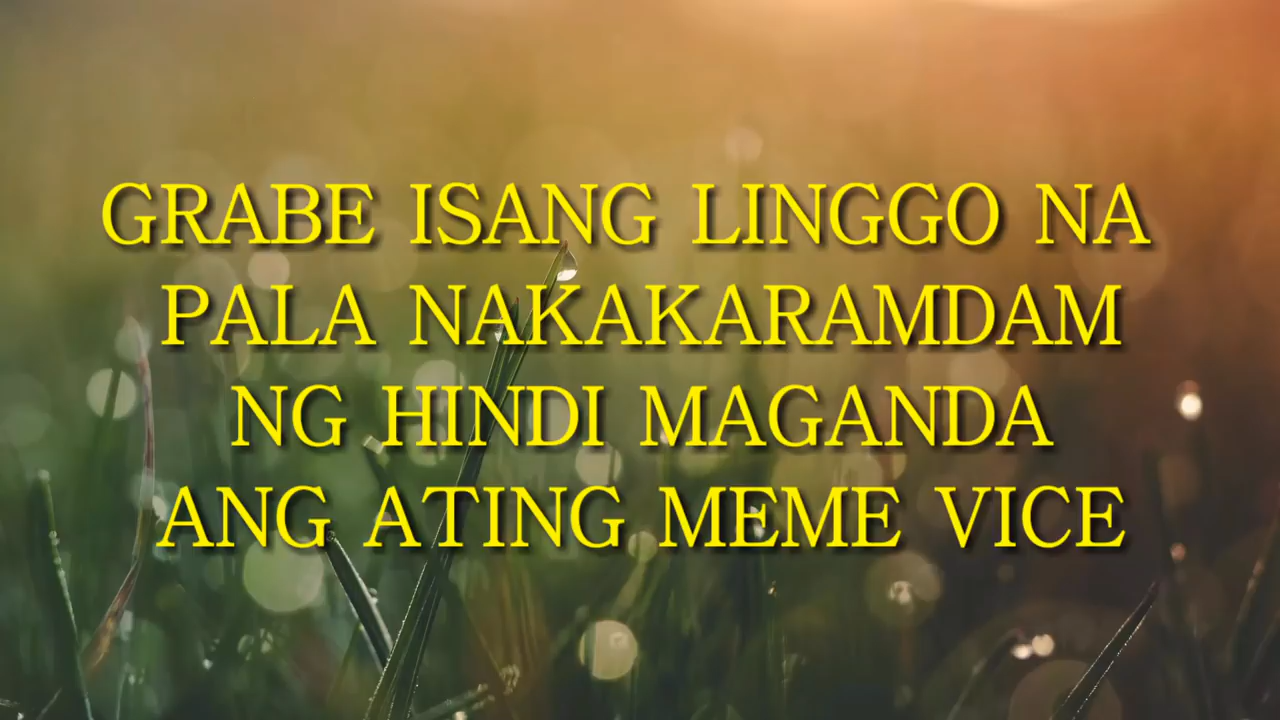 GRABE ISANG LINGGO NA
PALA NAKAKARAMDAM
NG HINDI MAGANDA
ANG ATING MEME VICE